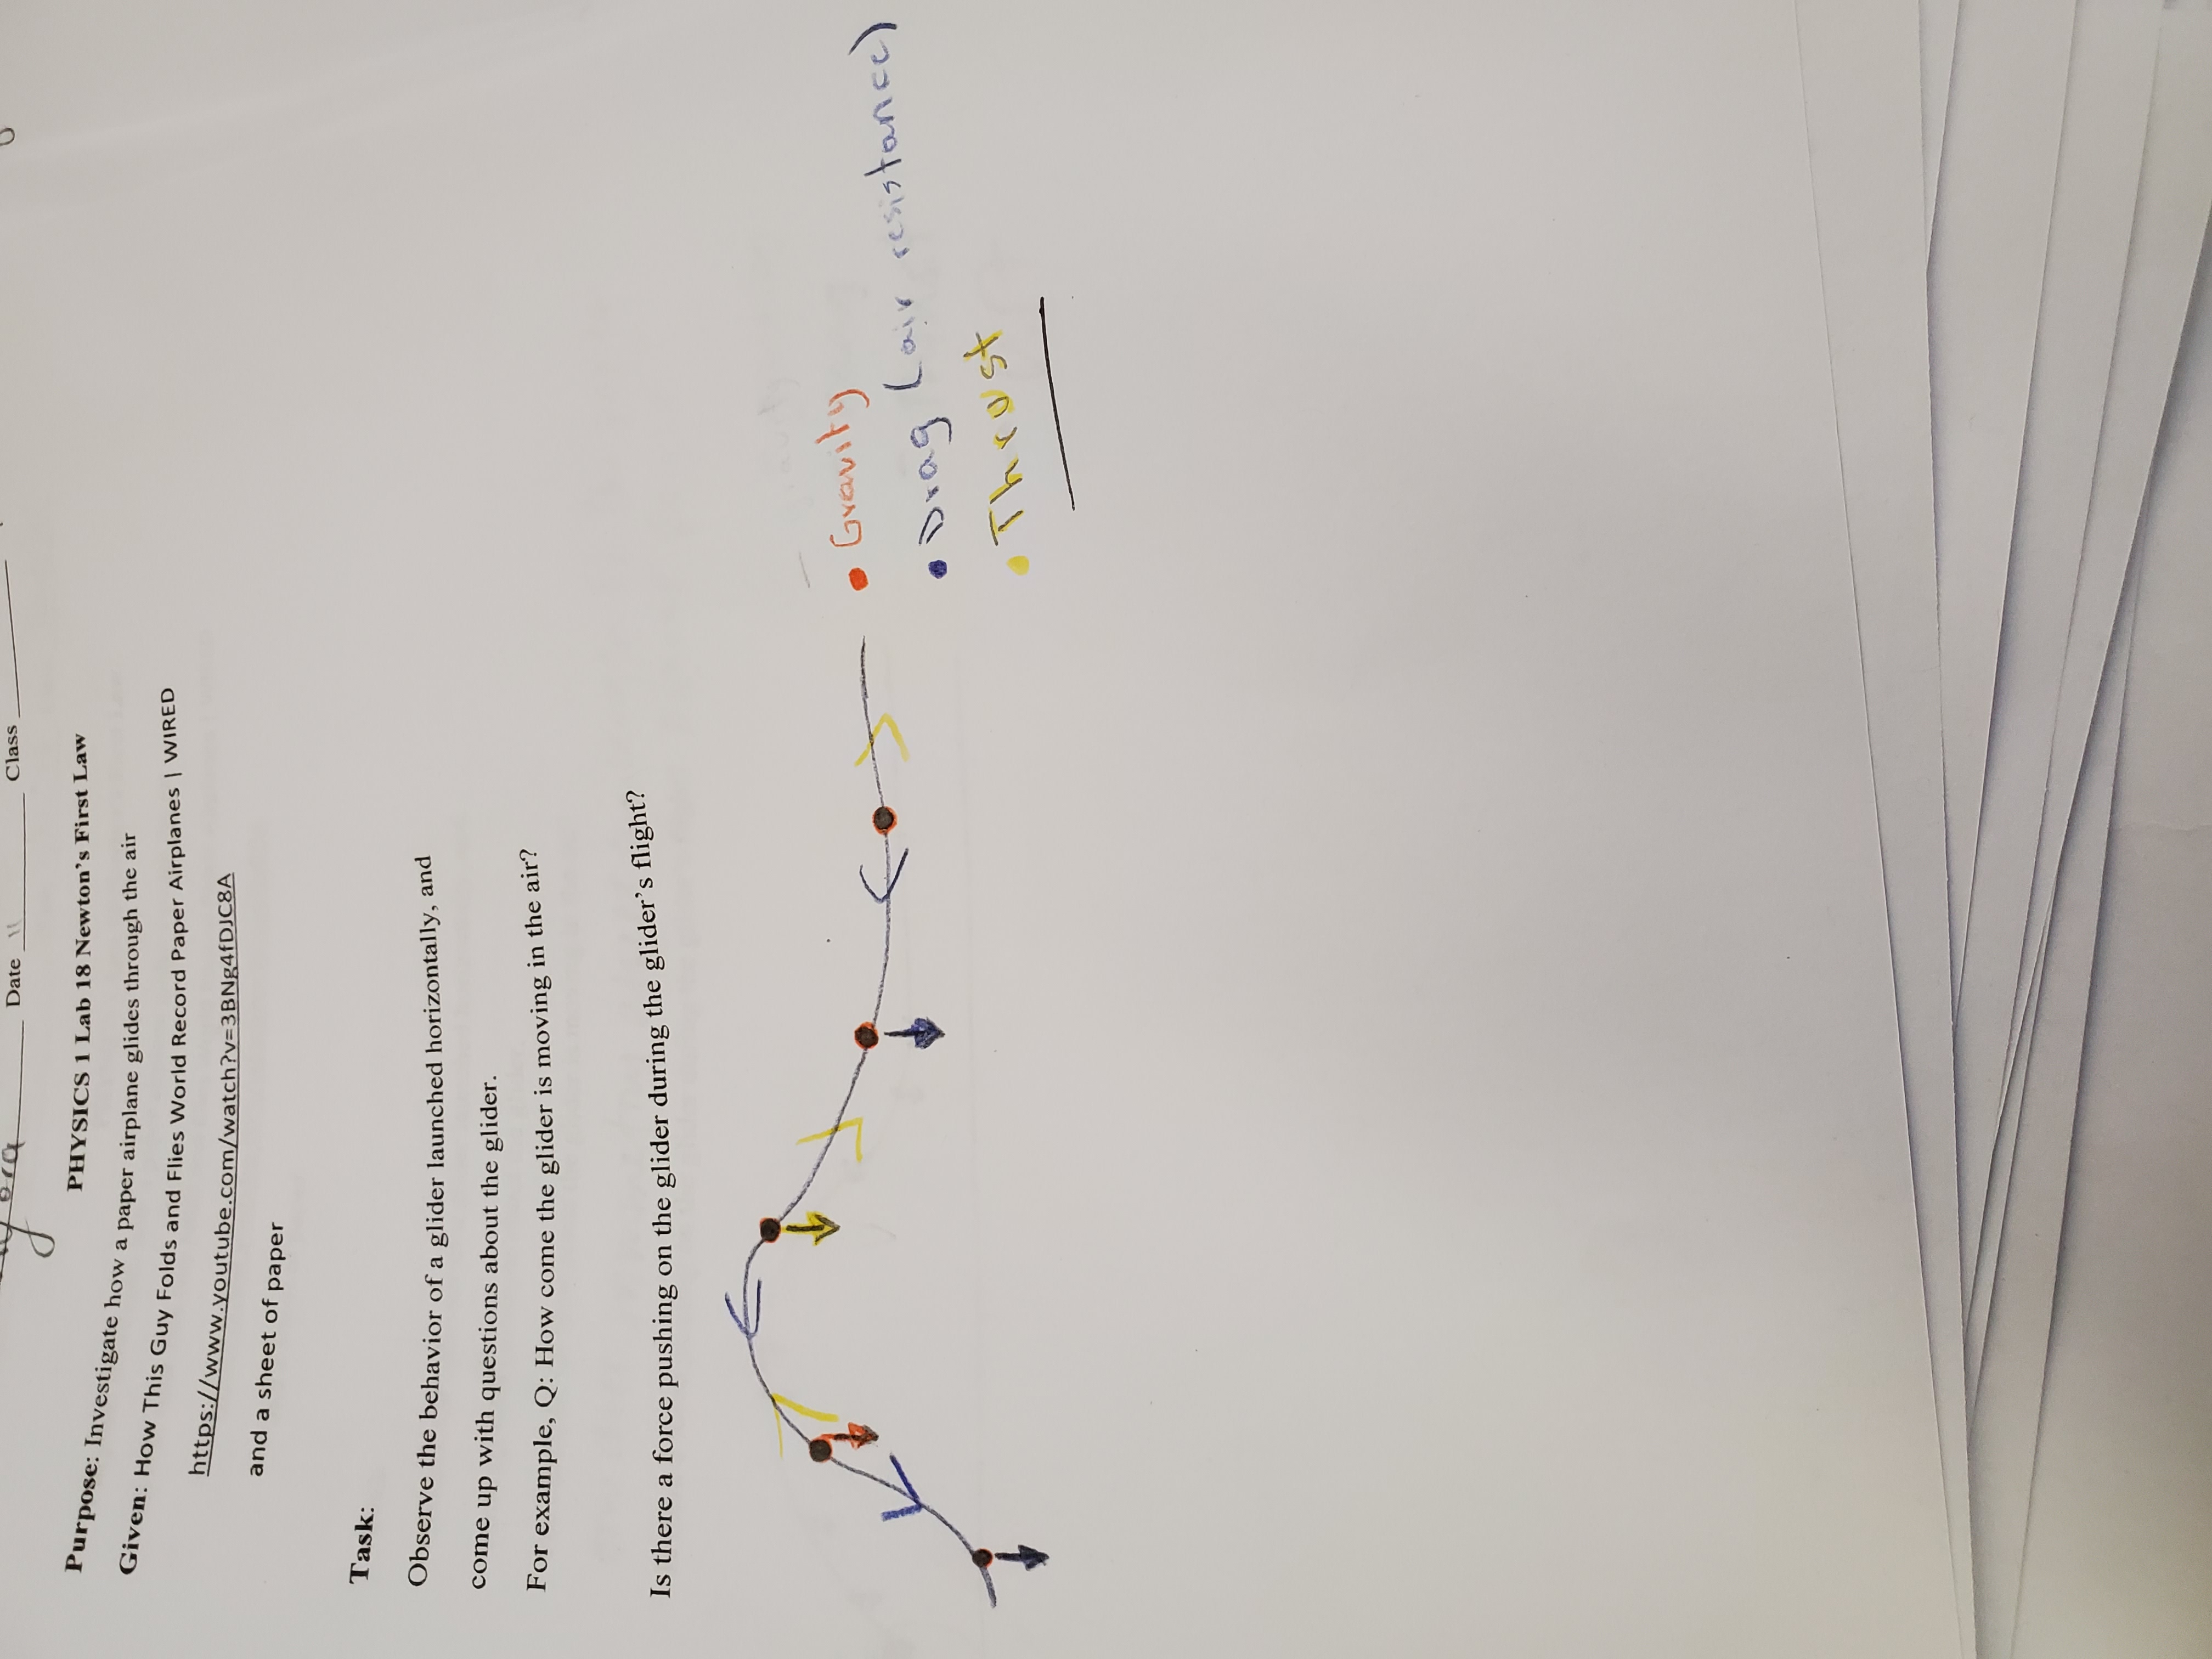 Date 11 Class
PHYSICS 1 Lab 18 Newton's First Law
Purpose: Investigate how a paper airplane glides through the air
Given: How This Guy Folds and Flies World Record Paper Airplanes | WIRED
https://www.youtube.com/watch?v=3BNg4fDJC8A
and a sheet of paper
Task:
Observe the behavior of a glider launched horizontally, and
come up with questions about the glider.
For example, Q: How come the glider is moving in the air?
Is there a force pushing on the glider during the glider's flight?
• Gravity
• Drag (air resistance)
• Thrust